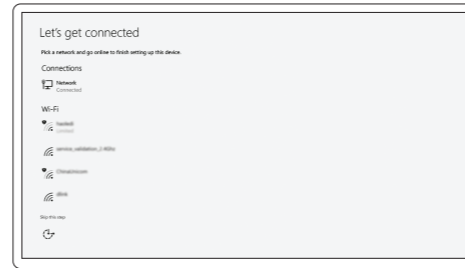 Let's get connected
Pick a network and go online to finish setting up this device.
Connections
Network
Connected
Wi-Fi
Limited
service_validation_2.4GHz
Chinaunicom
dlink
Skip this step